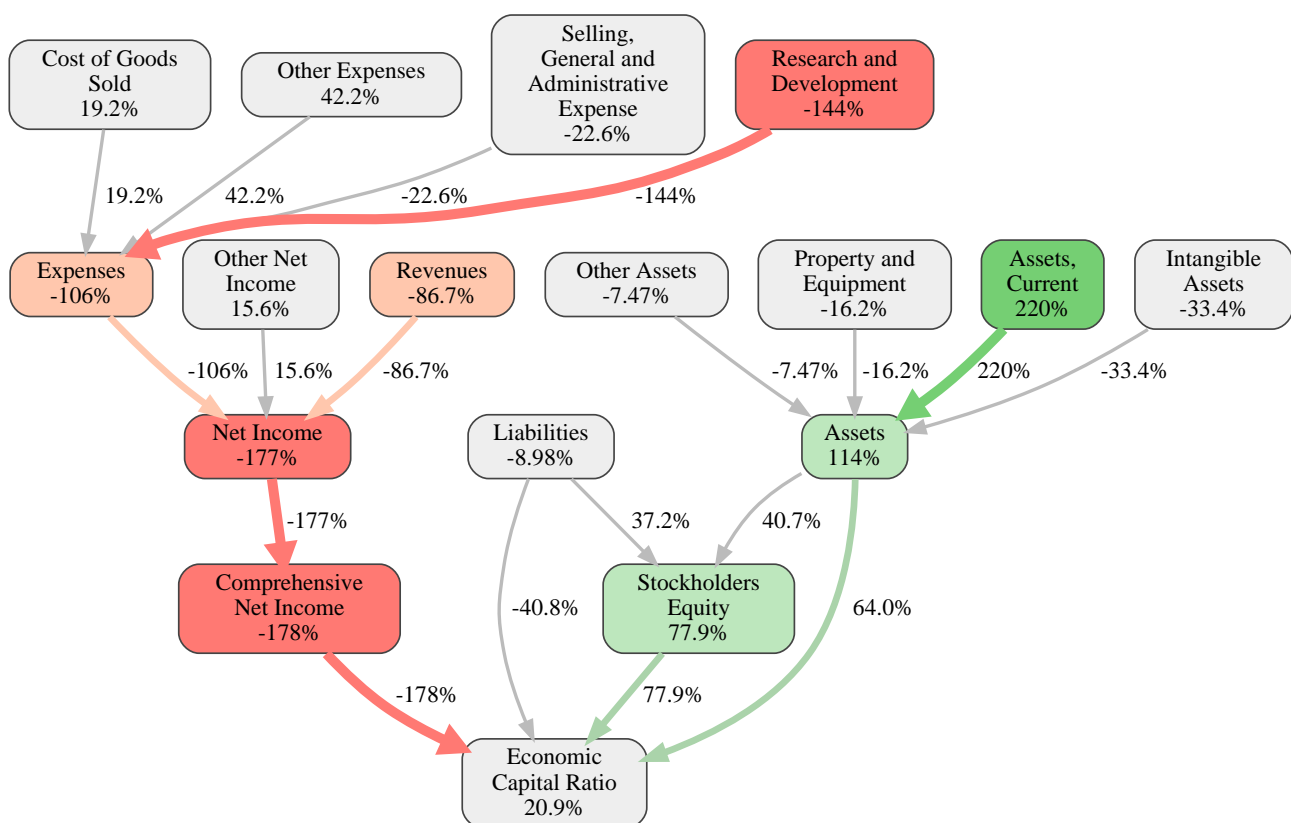 Cost of Goods
Sold
19.2%
Other Expenses
42.2%
Selling,
General and
Administrative
Expense
-22.6%
Research and
Development
-144%
19.2%
42.2%
-22.6%
-144%
Expenses
-106%
Other Net
Income
15.6%
Revenues
-86.7%
Other Assets
-7.47%
Property and
Equipment
-16.2%
Assets,
Current
220%
Intangible
Assets
-33.4%
-106%
15.6%
-86.7%
-7.47%
-16.2%
220%
-33.4%
Net Income
-177%
Liabilities
-8.98%
Assets
114%
-177%
37.2%
40.7%
Comprehensive
Net Income
-178%
-40.8%
Stockholders
Equity
77.9%
64.0%
-178%
77.9%
Economic
Capital Ratio
20.9%